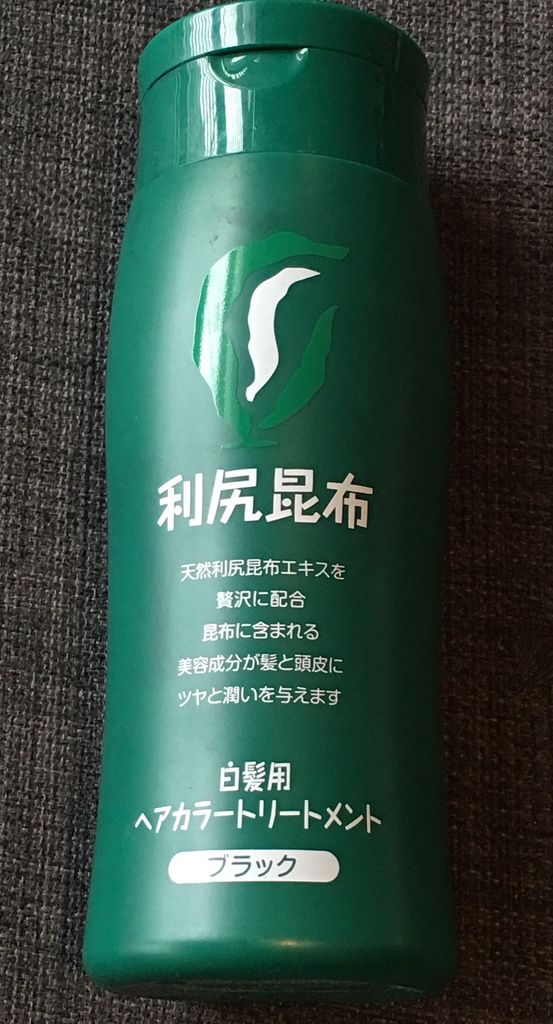 利尻昆布
天然利尻昆布エキスを
贅沢に配合
昆布に含まれる
美容成分が髪と頭皮に
ツヤと潤いを与えます
白髪用
ヘアカラートリートメント
ブラック